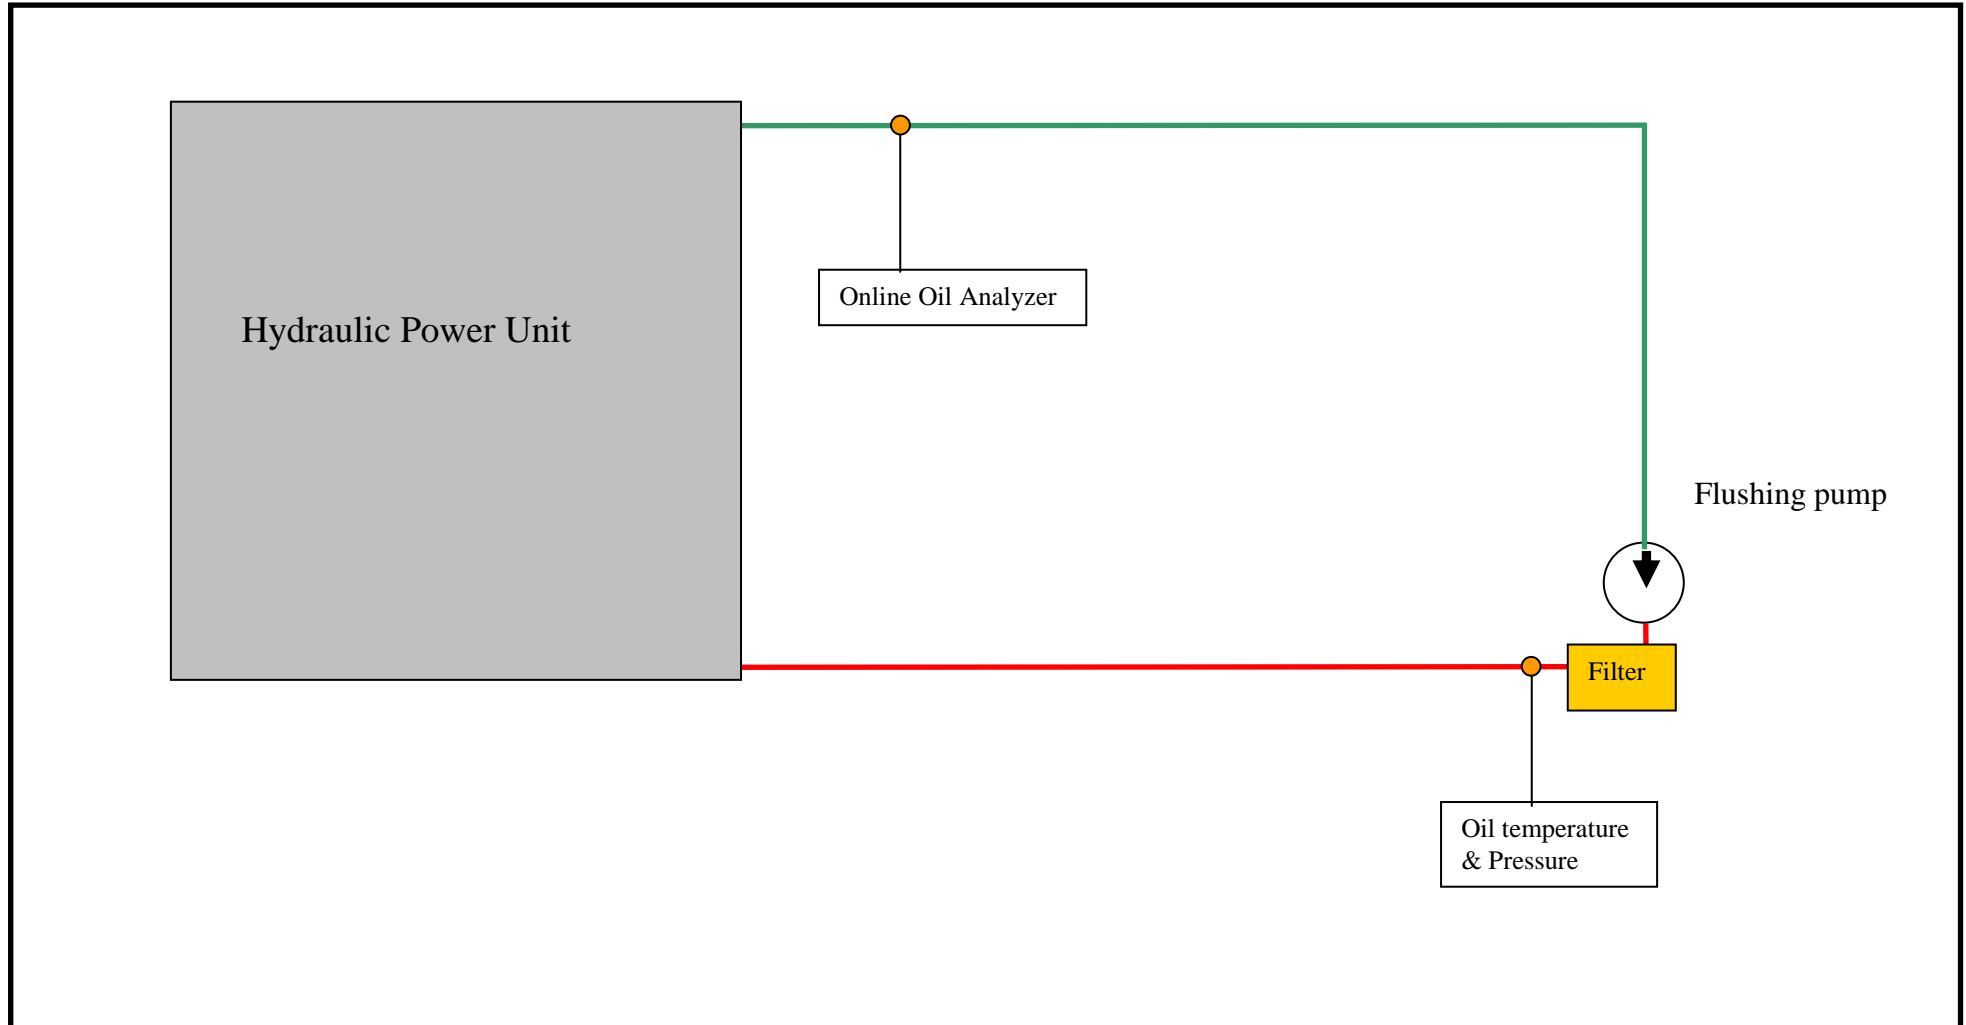 Online Oil Analyzer
Hydraulic Power Unit
Flushing pump
Filter
Oil temperature
& Pressure